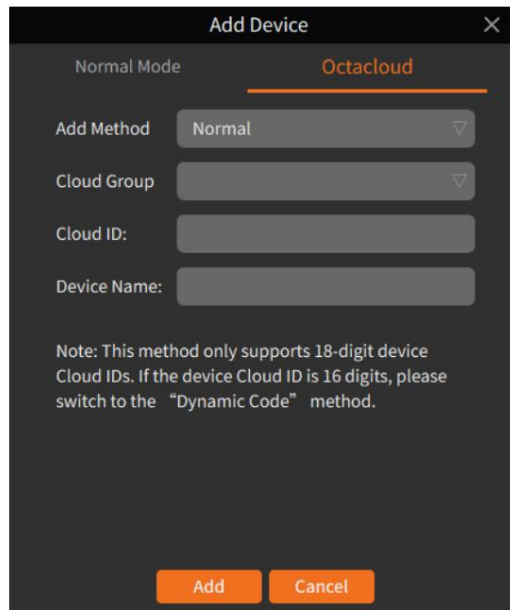 Add Device
Normal Mode Octacloud
Add Method Normal
Cloud Group
Cloud ID:
Device Name:
Note: This method only supports 18-digit device
Cloud IDs. If the device Cloud ID is 16 digits, please
switch to the “Dynamic Code” method.
Add Cancel